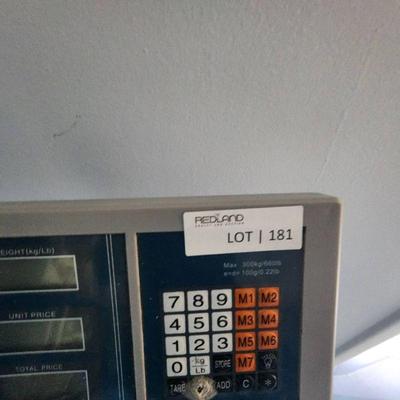 REDLAND
LOT | 181
Max 300kg/660lb
e=d= 100g/0.22lb
WEIGHT(kg/Lb)
UNIT PRICE
TOTAL PRICE
7 8 9 M1 M2
4 5 6 M3 M4
1 2 3 M5 M6
0 kg/Lb STORE M7
TARE ADD C *